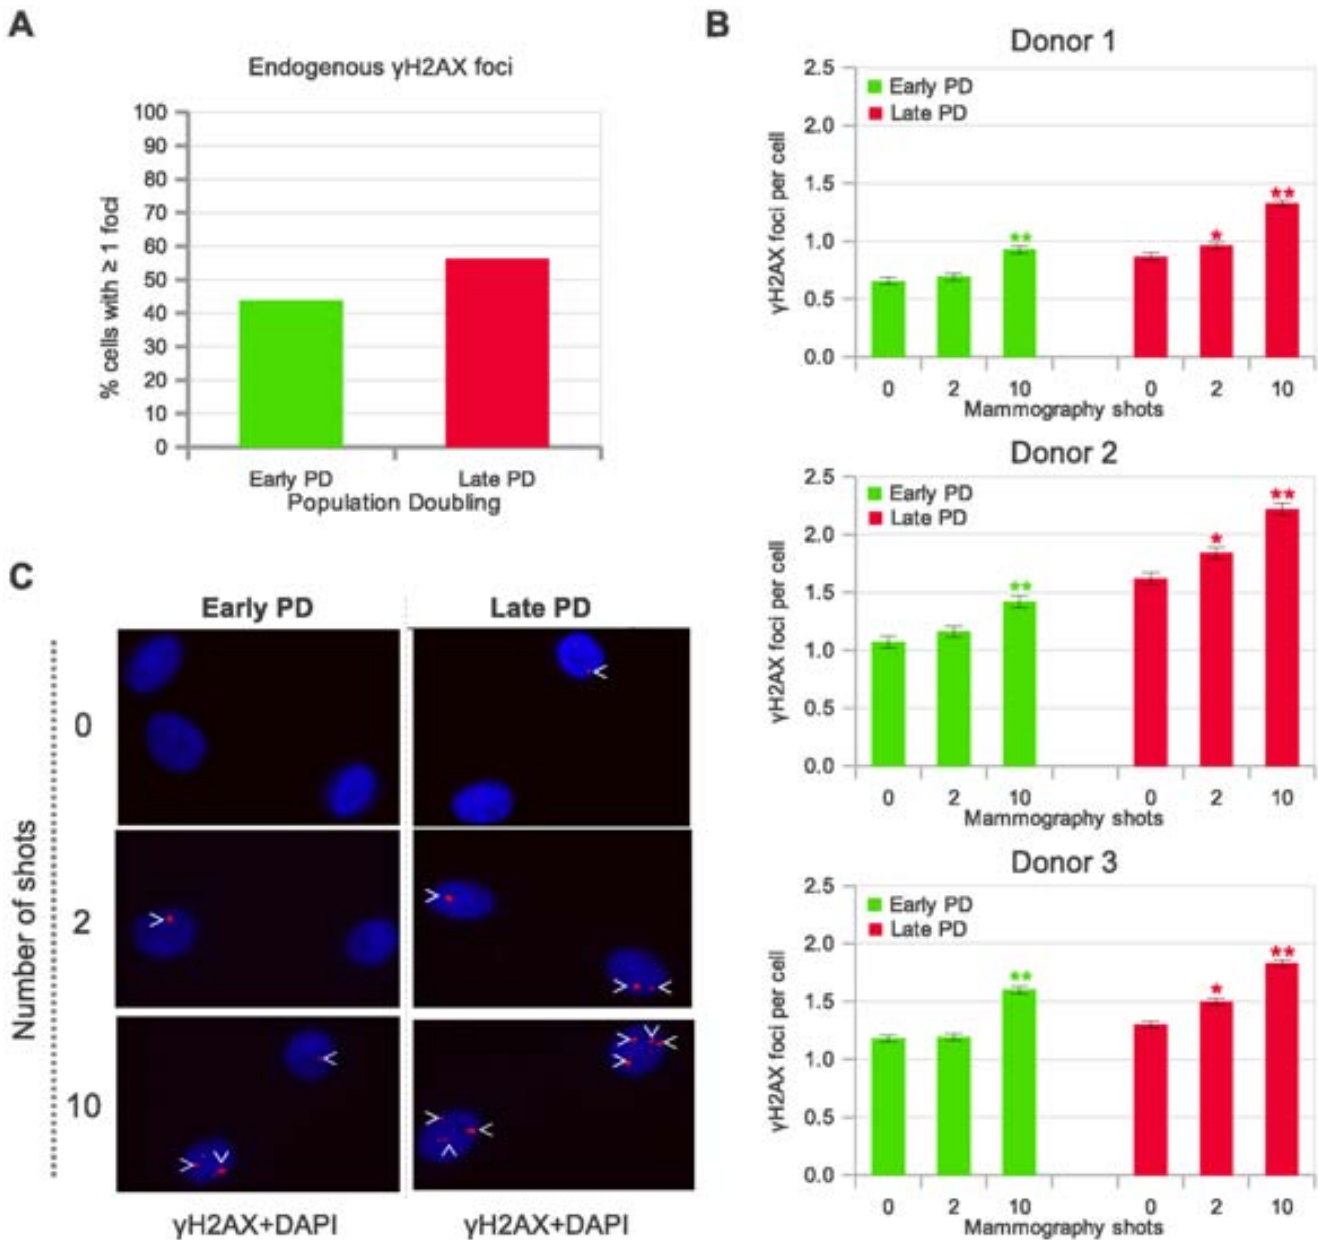 A
Endogenous γH2AX foci
% cells with ≥ 1 foci
100
90
80
70
60
50
40
30
20
10
0
Early PD Late PD
Population Doubling
B
Donor 1
γH2AX foci per cell
2.5
2.0
1.5
1.0
0.5
0.0
Early PD
Late PD
** * **
0 2 10 0 2 10
Mammography shots
Donor 2
γH2AX foci per cell
2.5
2.0
1.5
1.0
0.5
0.0
Early PD
Late PD
** * **
0 2 10 0 2 10
Mammography shots
Donor 3
γH2AX foci per cell
2.5
2.0
1.5
1.0
0.5
0.0
Early PD
Late PD
** * **
0 2 10 0 2 10
Mammography shots
C
Early PD Late PD
Number of shots
0
2
10
γH2AX+DAPI γH2AX+DAPI